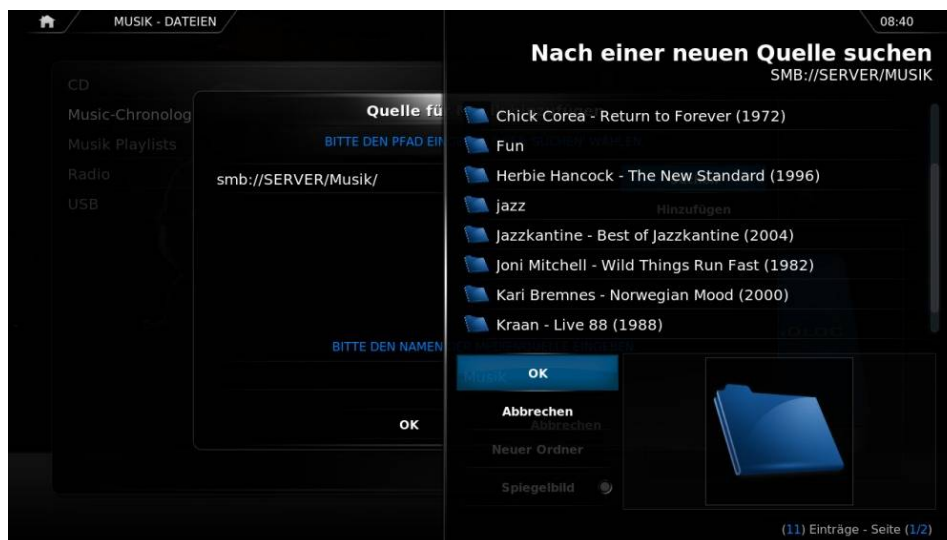 MUSIK - DATEIEN
08:40
Nach einer neuen Quelle suchen
SMB://SERVER/MUSIK
CD
Music-Chronolog
Musik Playlists
Radio
USB
Quelle fü
BITTE DEN PFAD EIN
smb://SERVER/Musik/
BITTE DEN NAMEN
OK
Chick Corea - Return to Forever (1972)
Fun
Herbie Hancock - The New Standard (1996)
jazz
Hinzufügen
Jazzkantine - Best of Jazzkantine (2004)
Joni Mitchell - Wild Things Run Fast (1982)
Kari Bremnes - Norwegian Mood (2000)
Kraan - Live 88 (1988)
Musik
OK
Abbrechen
Abbrechen
Neuer Ordner
Spiegelbild
(11) Einträge - Seite (1/2)